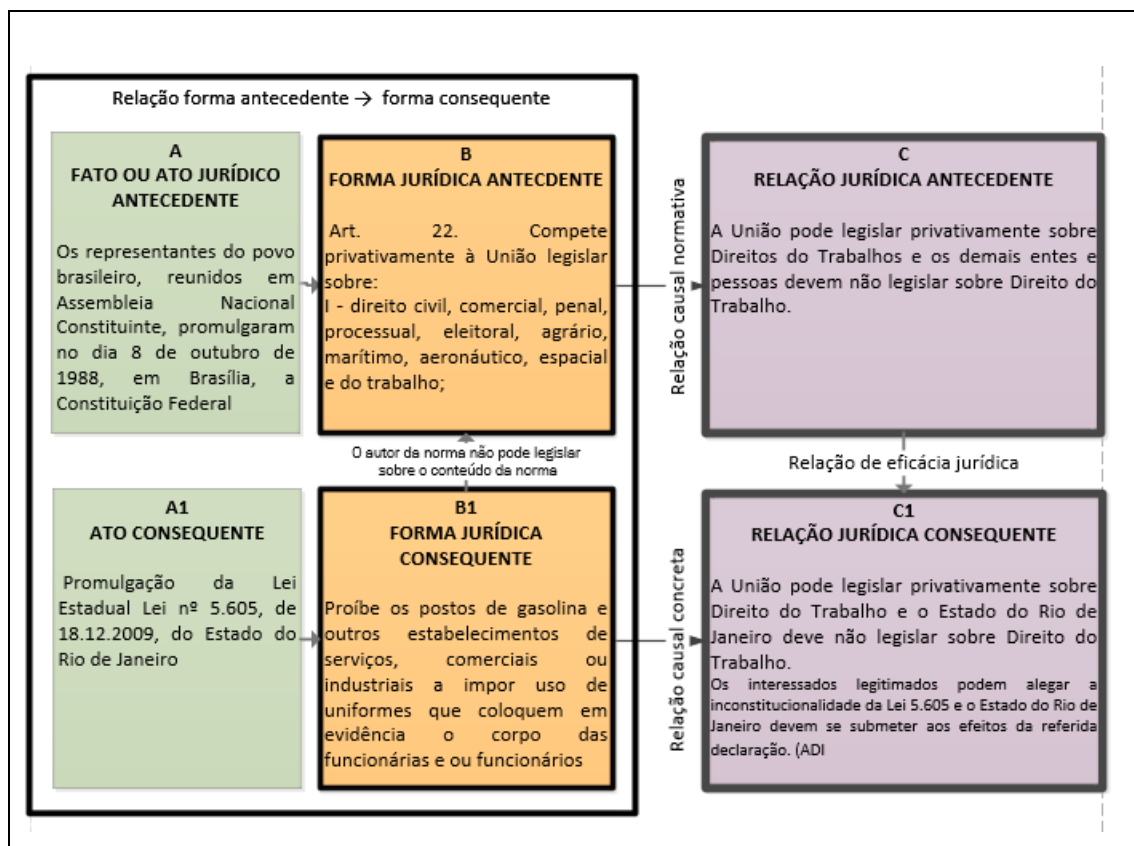 Relação forma antecedente → forma consequente
A
FATO OU ATO JURÍDICO
ANTECEDENTE
Os representantes do povo
brasileiro, reunidos em
Assembleia Nacional
Constituinte, promulgaram
no dia 8 de outubro de
1988, em Brasília, a
Constituição Federal
B
FORMA JURÍDICA ANTECDENTE
Art. 22. Compete
privativamente à União legislar
sobre:
I - direito civil, comercial, penal,
processual, eleitoral, agrário,
marítimo, aeronáutico, espacial
e do trabalho;
Relação causal normativa
C
RELAÇÃO JURÍDICA ANTECEDENTE
A União pode legislar privativamente sobre
Direitos do Trabalhos e os demais entes e
pessoas devem não legislar sobre Direito do
Trabalho.
O autor da norma não pode legislar
sobre o conteúdo da norma
Relação de eficácia jurídica
A1
ATO CONSEQUENTE
Promulgação da Lei
Estadual Lei nº 5.605, de
18.12.2009, do Estado do
Rio de Janeiro
B1
FORMA JURÍDICA
CONSEQUENTE
Proíbe os postos de gasolina e
outros estabelecimentos de
serviços, comerciais ou
industriais a impor uso de
uniformes que coloquem em
evidência o corpo das
funcionárias e ou funcionários
Relação causal concreta
C1
RELAÇÃO JURÍDICA CONSEQUENTE
A União pode legislar privativamente sobre
Direito do Trabalho e o Estado do Rio de
Janeiro deve não legislar sobre Direito do
Trabalho.
Os interessados legitimados podem alegar a
inconstitucionalidade da Lei 5.605 e o Estado do Rio de
Janeiro devem se submeter aos efeitos da referida
declaração. (ADI